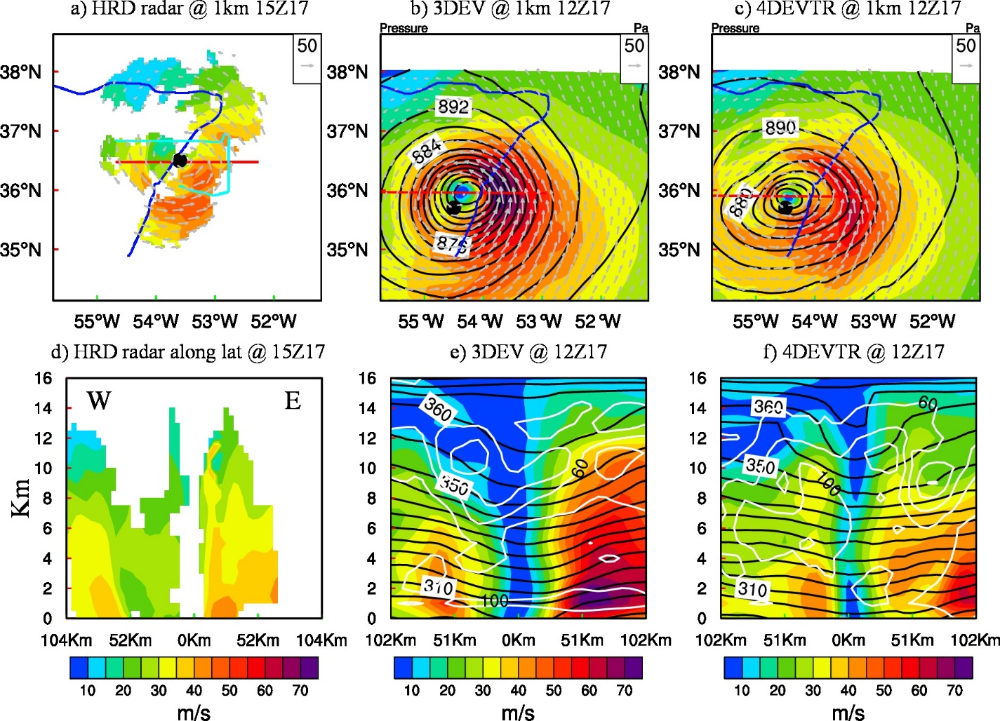 a) HRD radar @ 1km 15Z17
b) 3DEV @ 1km 12Z17
c) 4DEVTR @ 1km 12Z17
Pressure Pa
Pressure Pa
50
50
50
38°N
37°N
36°N
35°N
38°N
37°N
36°N
35°N
38°N
37°N
36°N
35°N
892
884
876
890
880
55°W 54°W 53°W 52°W
55°W 54°W 53°W 52°W
55°W 54°W 53°W 52°W
d) HRD radar along lat @ 15Z17
e) 3DEV @ 12Z17
f) 4DEVTR @ 12Z17
Km
16
14
12
10
8
6
4
2
0
W E
16
14
12
10
8
6
4
2
0
360
350
60
310
100
16
14
12
10
8
6
4
2
0
360
60
350
100
310
104Km 52Km 0Km 52Km 104Km
102Km 51Km 0Km 51Km 102Km
102Km 51Km 0Km 51Km 102Km
10 20 30 40 50 60 70
10 20 30 40 50 60 70
10 20 30 40 50 60 70
m/s
m/s
m/s